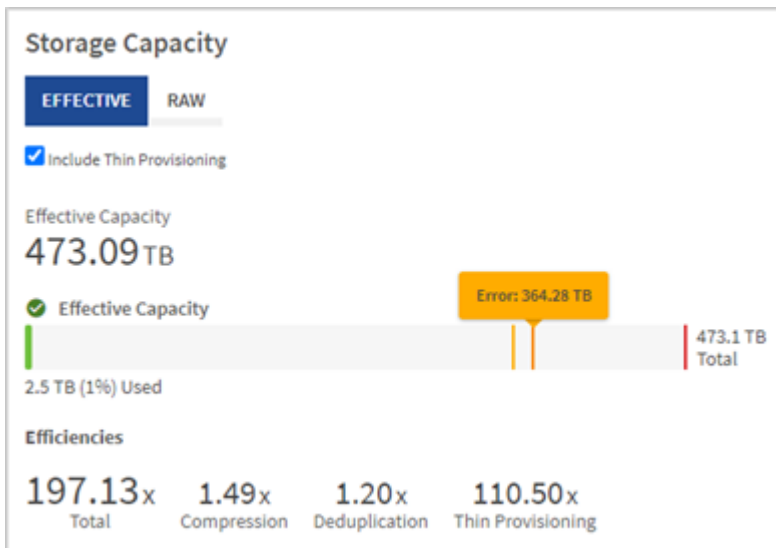 Storage Capacity
EFFECTIVE RAW
Include Thin Provisioning
Effective Capacity
473.09 TB
Error: 364.28 TB
Effective Capacity
473.1 TB
Total
2.5 TB (1%) Used
Efficiencies
197.13x 1.49x 1.20x 110.50x
Total Compression Deduplication Thin Provisioning